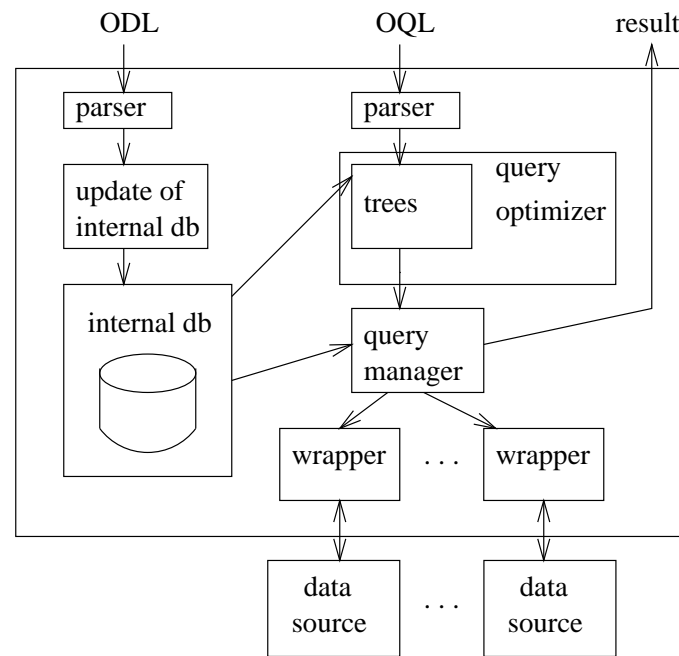 ODL
OQL
result
parser
parser
update of
internal db
trees
query
optimizer
internal db
query
manager
wrapper
. . .
wrapper
data
source
. . .
data
source